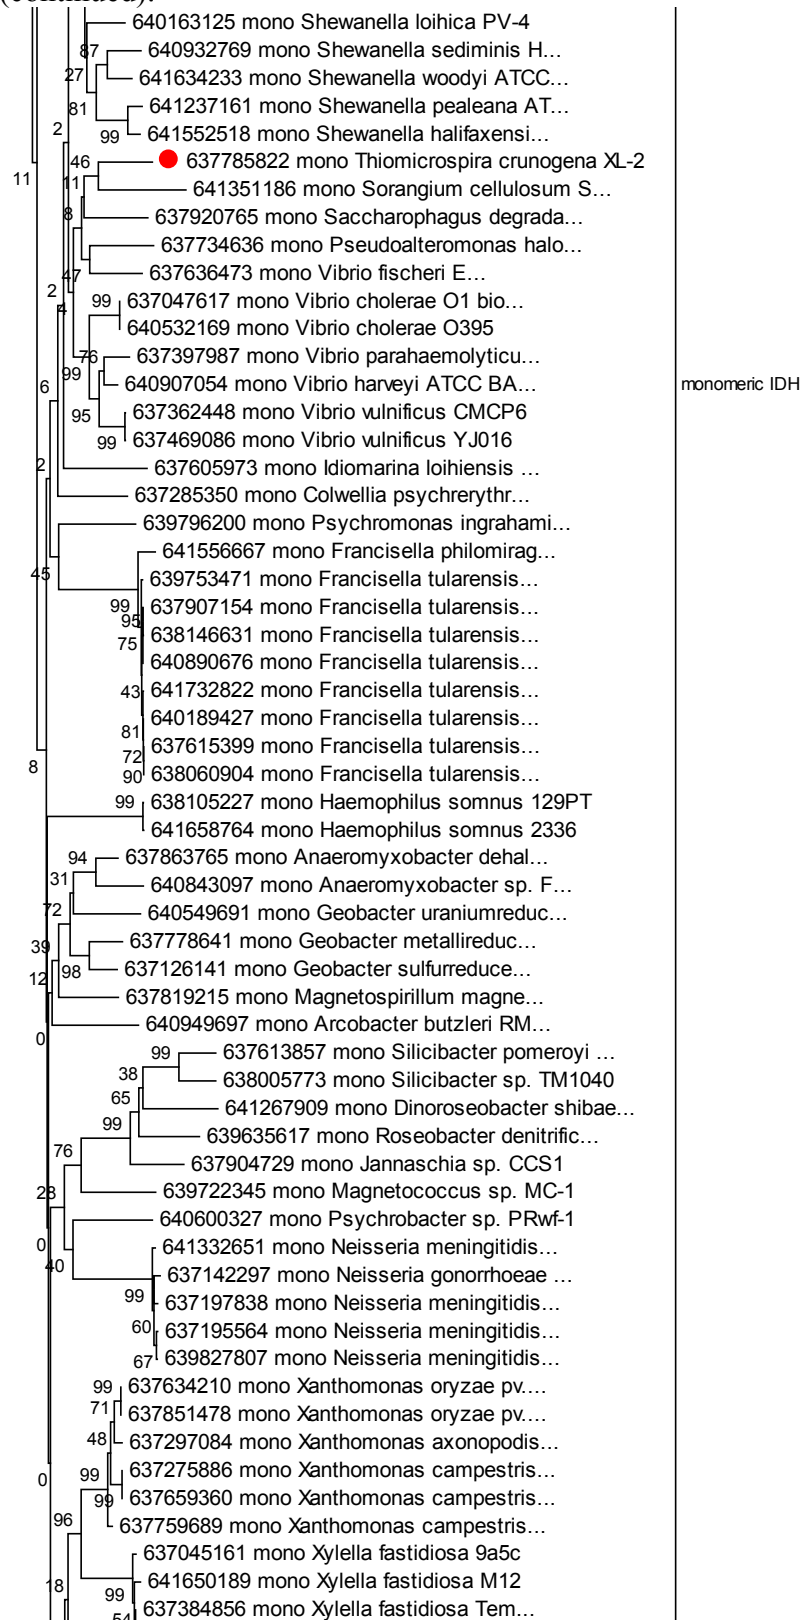 640163125 mono Shewanella loihica PV-4
87
640932769 mono Shewanella sediminis H...
27
641634233 mono Shewanella woodyi ATCC...
81
641237161 mono Shewanella pealeana AT...
99
641552518 mono Shewanella halifaxensi...
2
46
637785822 mono Thiomicrospira crunogena XL-2
11
11
641351186 mono Sorangium cellulosum S...
8
637920765 mono Saccharophagus degrada...
637734636 mono Pseudoalteromonas halo...
47
637636473 mono Vibrio fischeri E...
2
99
637047617 mono Vibrio cholerae O1 bio...
4
640532169 mono Vibrio cholerae O395
76
637397987 mono Vibrio parahaemolyticu...
99
640907054 mono Vibrio harveyi ATCC BA...
monomeric IDH
6
95
637362448 mono Vibrio vulnificus CMCP6
99
637469086 mono Vibrio vulnificus YJ016
2
637605973 mono Idiomarina loihiensis ...
637285350 mono Colwellia psychrerythr...
639796200 mono Psychromonas ingrahami...
641556667 mono Francisella philomirag...
45
639753471 mono Francisella tularensis...
99
637907154 mono Francisella tularensis...
95
638146631 mono Francisella tularensis...
75
640890676 mono Francisella tularensis...
43
641732822 mono Francisella tularensis...
640189427 mono Francisella tularensis...
81
637615399 mono Francisella tularensis...
72
8
90
638060904 mono Francisella tularensis...
99
638105227 mono Haemophilus somnus 129PT
641658764 mono Haemophilus somnus 2336
94
637863765 mono Anaeromyxobacter dehal...
31
640843097 mono Anaeromyxobacter sp. F...
72
640549691 mono Geobacter uraniumreduc...
39
637778641 mono Geobacter metallireduc...
12
98
637126141 mono Geobacter sulfurreduce...
637819215 mono Magnetospirillum magne...
0
640949697 mono Arcobacter butzleri RM...
99
637613857 mono Silicibacter pomeroyi ...
38
638005773 mono Silicibacter sp. TM1040
65
641267909 mono Dinoroseobacter shibae...
99
639635617 mono Roseobacter denitrific...
76
637904729 mono Jannaschia sp. CCS1
28
639722345 mono Magnetococcus sp. MC-1
640600327 mono Psychrobacter sp. PRwf-1
0
641332651 mono Neisseria meningitidis...
40
637142297 mono Neisseria gonorrhoeae ...
99
637197838 mono Neisseria meningitidis...
60
637195564 mono Neisseria meningitidis...
67
639827807 mono Neisseria meningitidis...
99
637634210 mono Xanthomonas oryzae pv....
71
637851478 mono Xanthomonas oryzae pv....
48
637297084 mono Xanthomonas axonopodis...
0
99
637275886 mono Xanthomonas campestris...
99
637659360 mono Xanthomonas campestris...
96
637759689 mono Xanthomonas campestris...
637045161 mono Xylella fastidiosa 9a5c
18
99
641650189 mono Xylella fastidiosa M12
637384856 mono Xylella fastidiosa Tem...